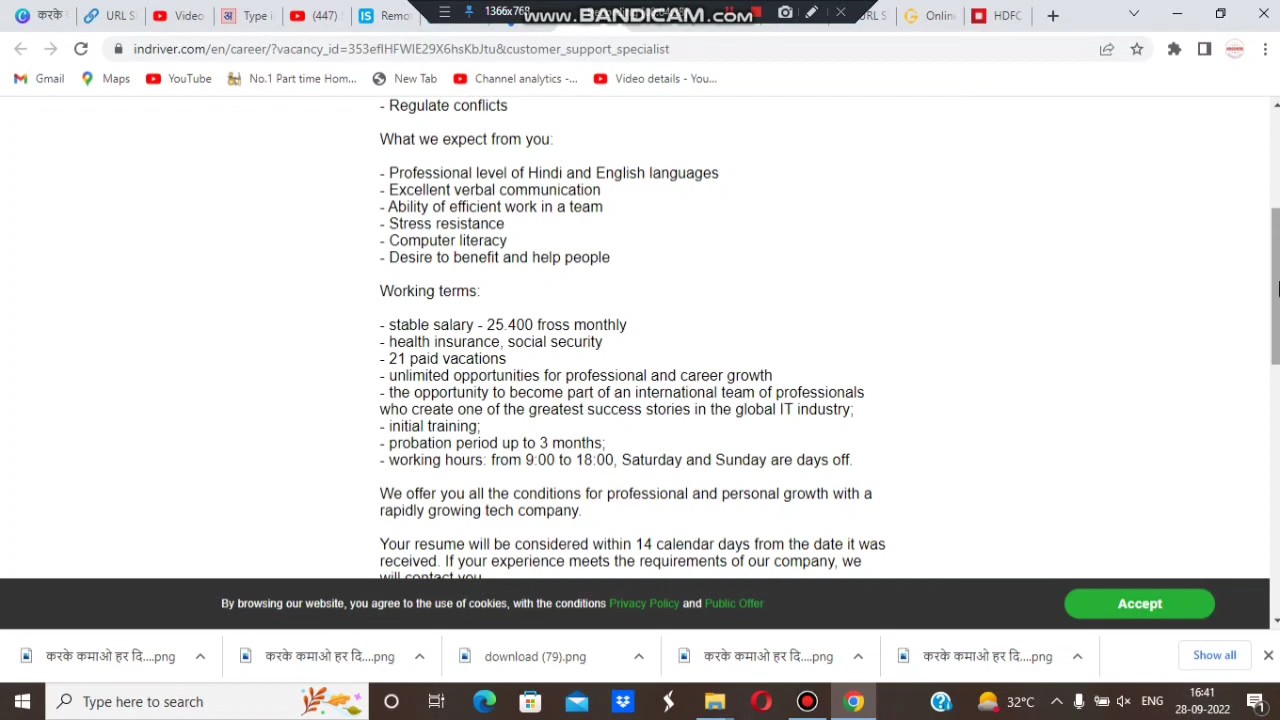 करके
URL
Video
Type i
(44)
Remo
1366x768
www.BANDICAM.com
URL S
Onlin
HDFC
indriver.com/en/career/?vacancy_id=353efIHFWIE29X6hsKbJtu&customer_support_specialist
Gmail
Maps
YouTube
No.1 Part time Hom...
New Tab
Channel analytics -...
Video details - You...
- Regulate conflicts
What we expect from you:
- Professional level of Hindi and English languages
- Excellent verbal communication
- Ability of efficient work in a team
- Stress resistance
- Computer literacy
- Desire to benefit and help people
Working terms:
- stable salary - 25.400 fross monthly
- health insurance, social security
- 21 paid vacations
- unlimited opportunities for professional and career growth
- the opportunity to become part of an international team of professionals
who create one of the greatest success stories in the global IT industry;
- initial training;
- probation period up to 3 months;
- working hours: from 9:00 to 18:00, Saturday and Sunday are days off.
We offer you all the conditions for professional and personal growth with a
rapidly growing tech company.
Your resume will be considered within 14 calendar days from the date it was
received. If your experience meets the requirements of our company, we
will contact you
By browsing our website, you agree to the use of cookies, with the conditions Privacy Policy and Public Offer
Accept
करके कमाओ हर दि....png
करके कमाओ हर दि....png
download (79).png
करके कमाओ हर दि....png
करके कमाओ हर दि....png
Show all
Type here to search
32°C
ENG
16:41
28-09-2022